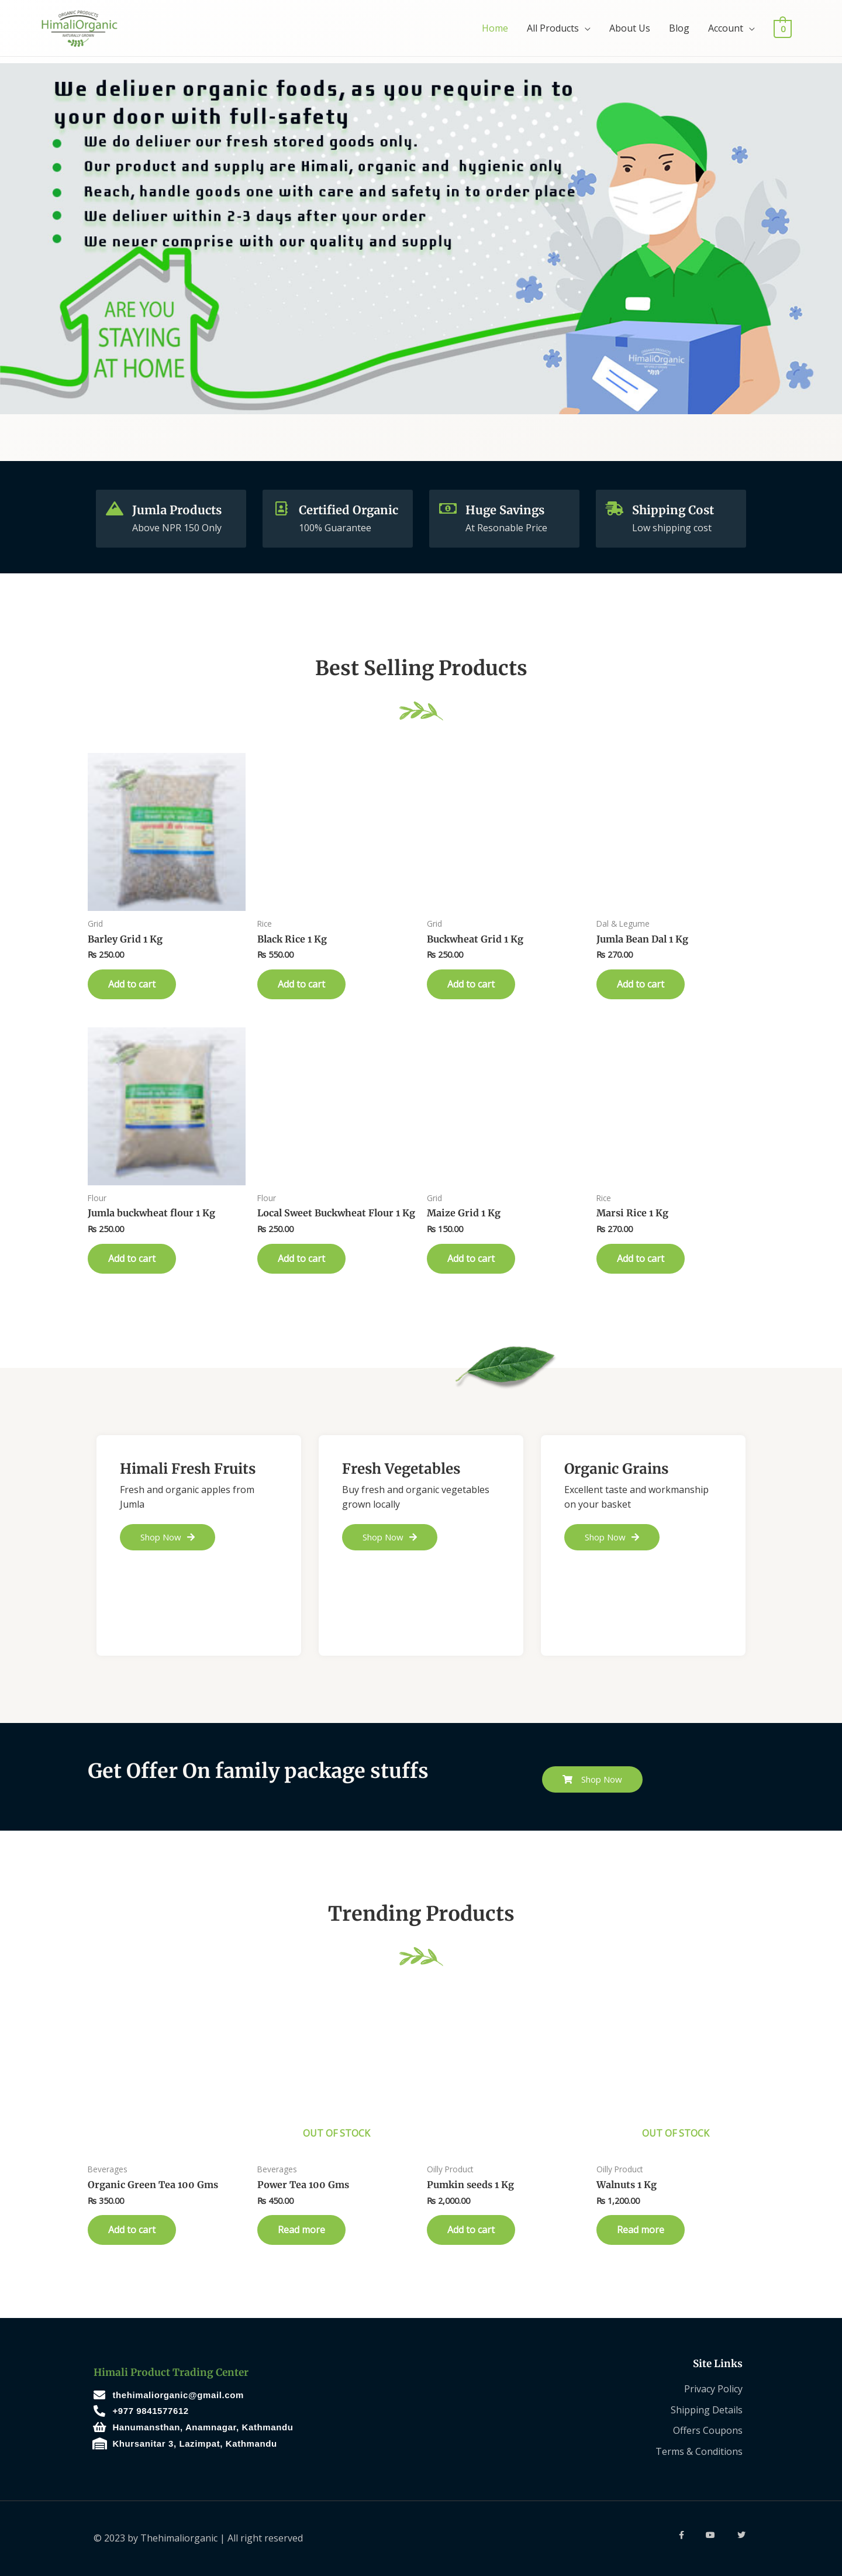 ORGANIC PRODUCTS
HimaliOrganic
NATURALLY GROWN
Home
All Products
About Us
Blog
Account
0
We deliver organic foods, as you require in to
your door with full-safety
We do deliver our fresh stored goods only.
Our product and supply are Himali, organic and hygienic only
Reach, handle goods one with care and safety in to order place
We deliver within 2-3 days after your order
We never comprise with our quality and supply
ARE YOU
STAYING
AT HOME
HimaliOrganic
Jumla Products
Above NPR 150 Only
Certified Organic
100% Guarantee
Huge Savings
At Resonable Price
Shipping Cost
Low shipping cost
Best Selling Products
Grid
Barley Grid 1 Kg
₨ 250.00
Add to cart
Rice
Black Rice 1 Kg
₨ 550.00
Add to cart
Grid
Buckwheat Grid 1 Kg
₨ 250.00
Add to cart
Dal & Legume
Jumla Bean Dal 1 Kg
₨ 270.00
Add to cart
Flour
Jumla buckwheat flour 1 Kg
₨ 250.00
Add to cart
Flour
Local Sweet Buckwheat Flour 1 Kg
₨ 250.00
Add to cart
Grid
Maize Grid 1 Kg
₨ 150.00
Add to cart
Rice
Marsi Rice 1 Kg
₨ 270.00
Add to cart
Himali Fresh Fruits
Fresh and organic apples from
Jumla
Shop Now
Fresh Vegetables
Buy fresh and organic vegetables
grown locally
Shop Now
Organic Grains
Excellent taste and workmanship
on your basket
Shop Now
Get Offer On family package stuffs
Shop Now
Trending Products
Beverages
Organic Green Tea 100 Gms
₨ 350.00
Add to cart
OUT OF STOCK
Beverages
Power Tea 100 Gms
₨ 450.00
Read more
Oilly Product
Pumkin seeds 1 Kg
₨ 2,000.00
Add to cart
OUT OF STOCK
Oilly Product
Walnuts 1 Kg
₨ 1,200.00
Read more
Himali Product Trading Center
thehimaliorganic@gmail.com
+977 9841577612
Hanumansthan, Anamnagar, Kathmandu
Khursanitar 3, Lazimpat, Kathmandu
Site Links
Privacy Policy
Shipping Details
Offers Coupons
Terms & Conditions
© 2023 by Thehimaliorganic | All right reserved